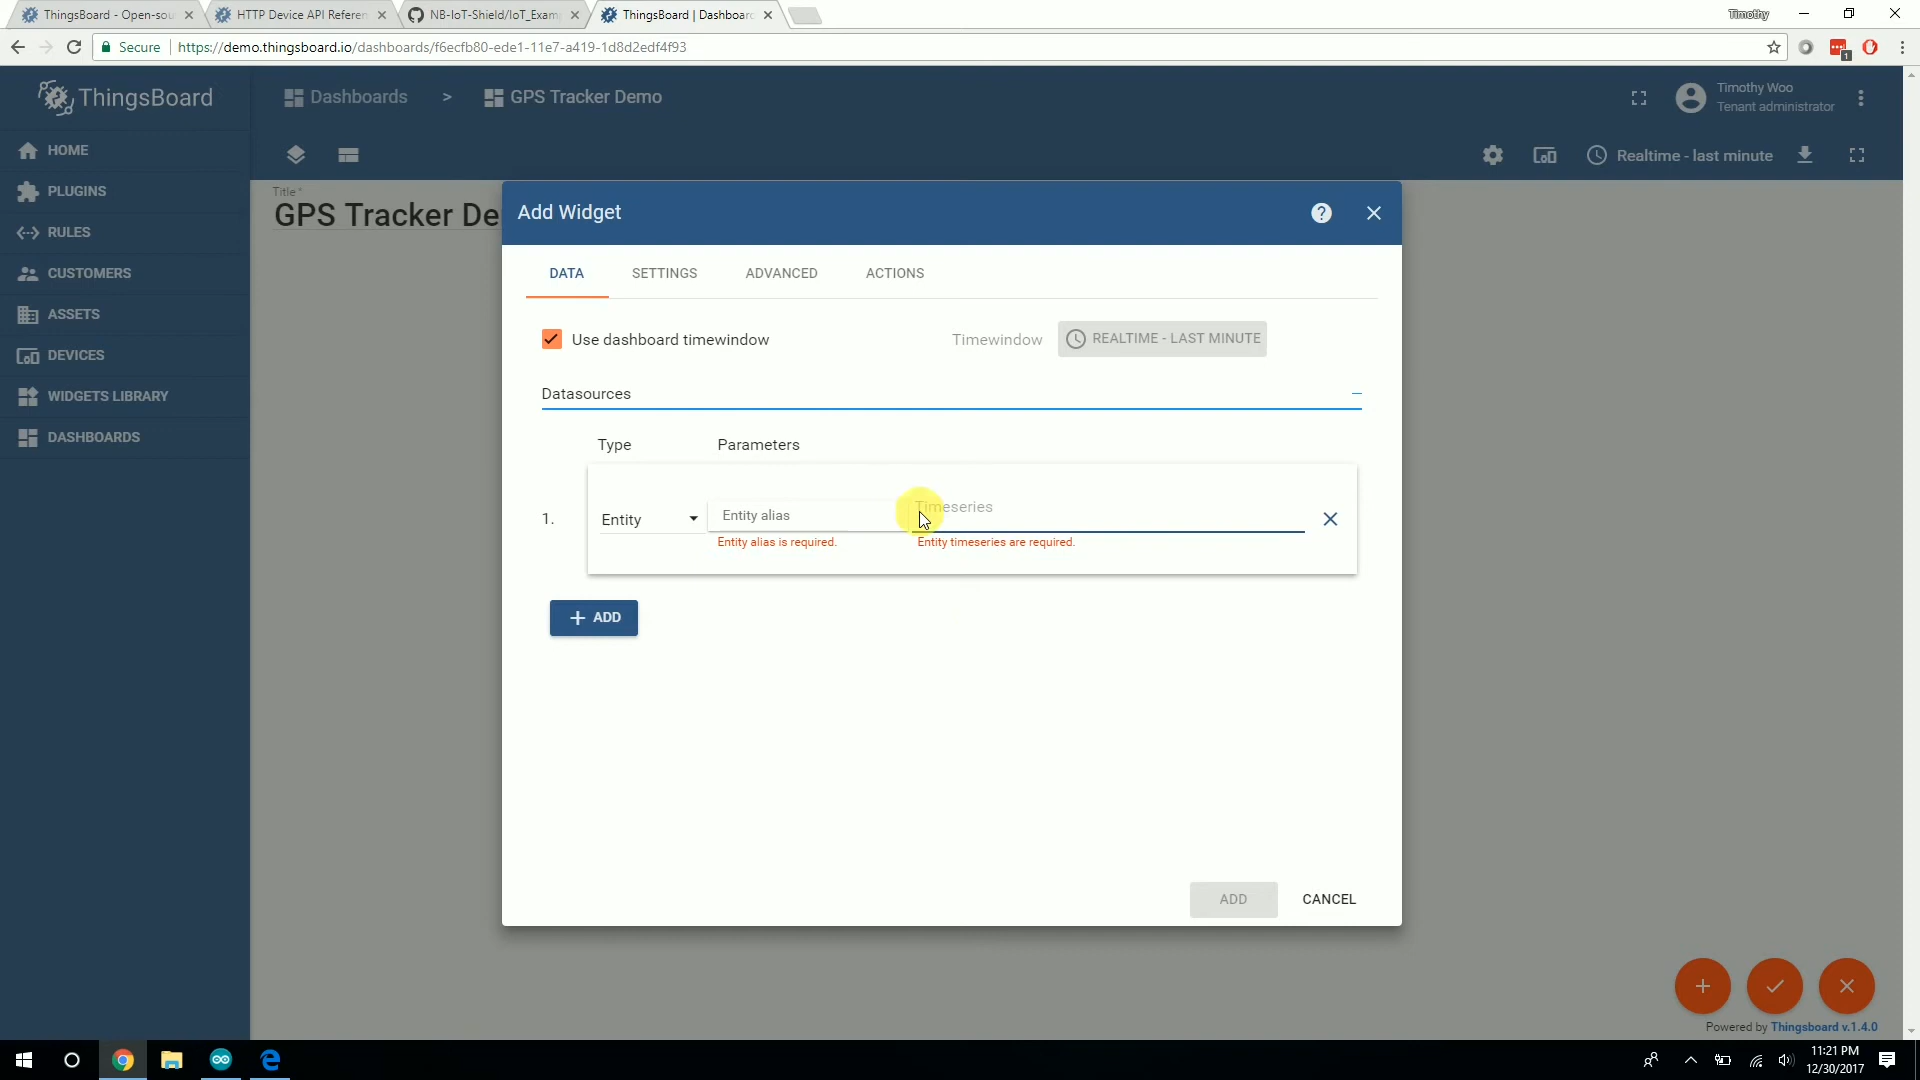 ThingsBoard - Open-sou
HTTP Device API Referen
NB-IoT-Shield/IoT_Exam
ThingsBoard | Dashboar
Timothy
Secure
https://demo.thingsboard.io/dashboards/f6ecfb80-ede1-11e7-a419-1d8d2edf4f93
1
ThingsBoard
Dashboards > GPS Tracker Demo
Timothy Woo
Tenant administrator
HOME
PLUGINS
RULES
CUSTOMERS
ASSETS
DEVICES
WIDGETS LIBRARY
DASHBOARDS
Realtime - last minute
Title *
GPS Tracker De
Add Widget
?
DATA SETTINGS ADVANCED ACTIONS
Use dashboard timewindow
Timewindow
REALTIME - LAST MINUTE
Datasources
Type Parameters
1.
Entity
Entity alias
Timeseries
Entity alias is required.
Entity timeseries are required.
+ ADD
ADD
CANCEL
Powered by Thingsboard v.1.4.0
11:21 PM
12/30/2017